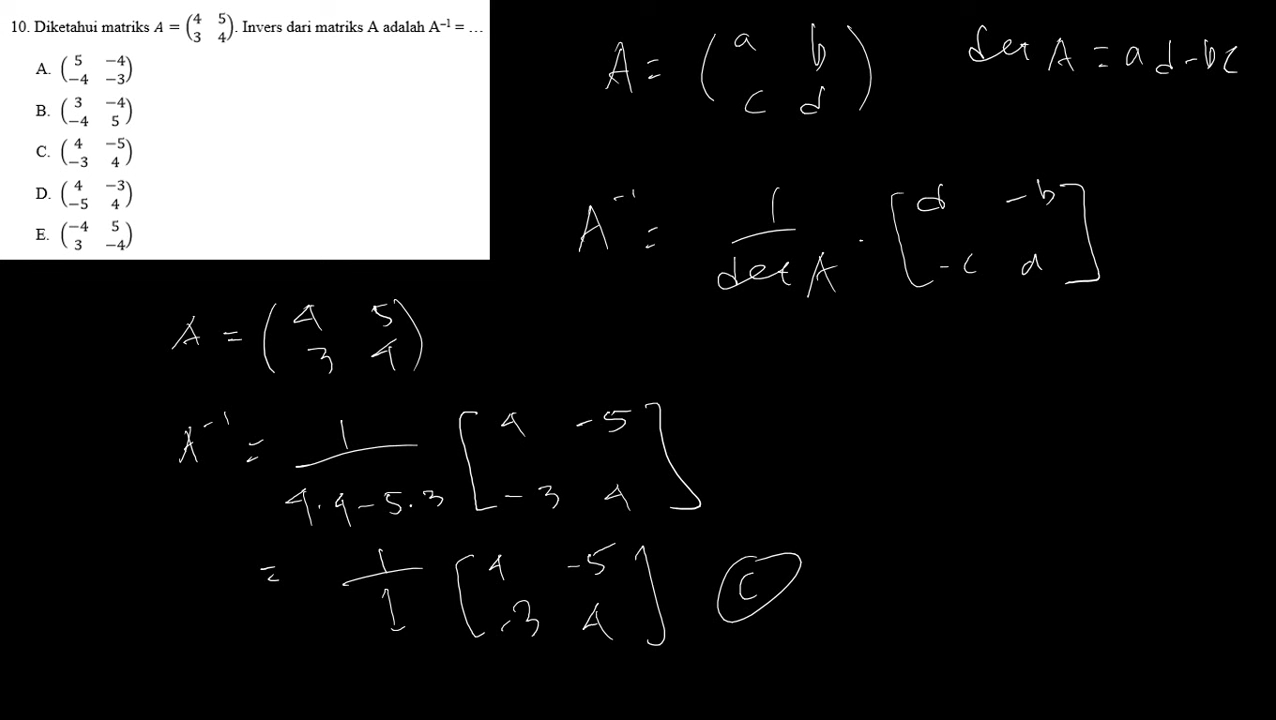 10. Diketahui matriks A = (4 5; 3 4). Invers dari matriks A adalah A⁻¹ = ...
A. (5 −4; −4 −3)
B. (3 −4; −4 5)
C. (4 −5; −3 4)
D. (4 −3; −5 4)
E. (−4 5; 3 −4)
A = (a b; c d) det A = ad - bc
A⁻¹ = 1/det A · [d -b; -c a]
A = (4 5; 3 4)
A⁻¹ = 1/(4·4 - 5·3) [4 -5; -3 4]
= 1/1 [4 -5; -3 4] C